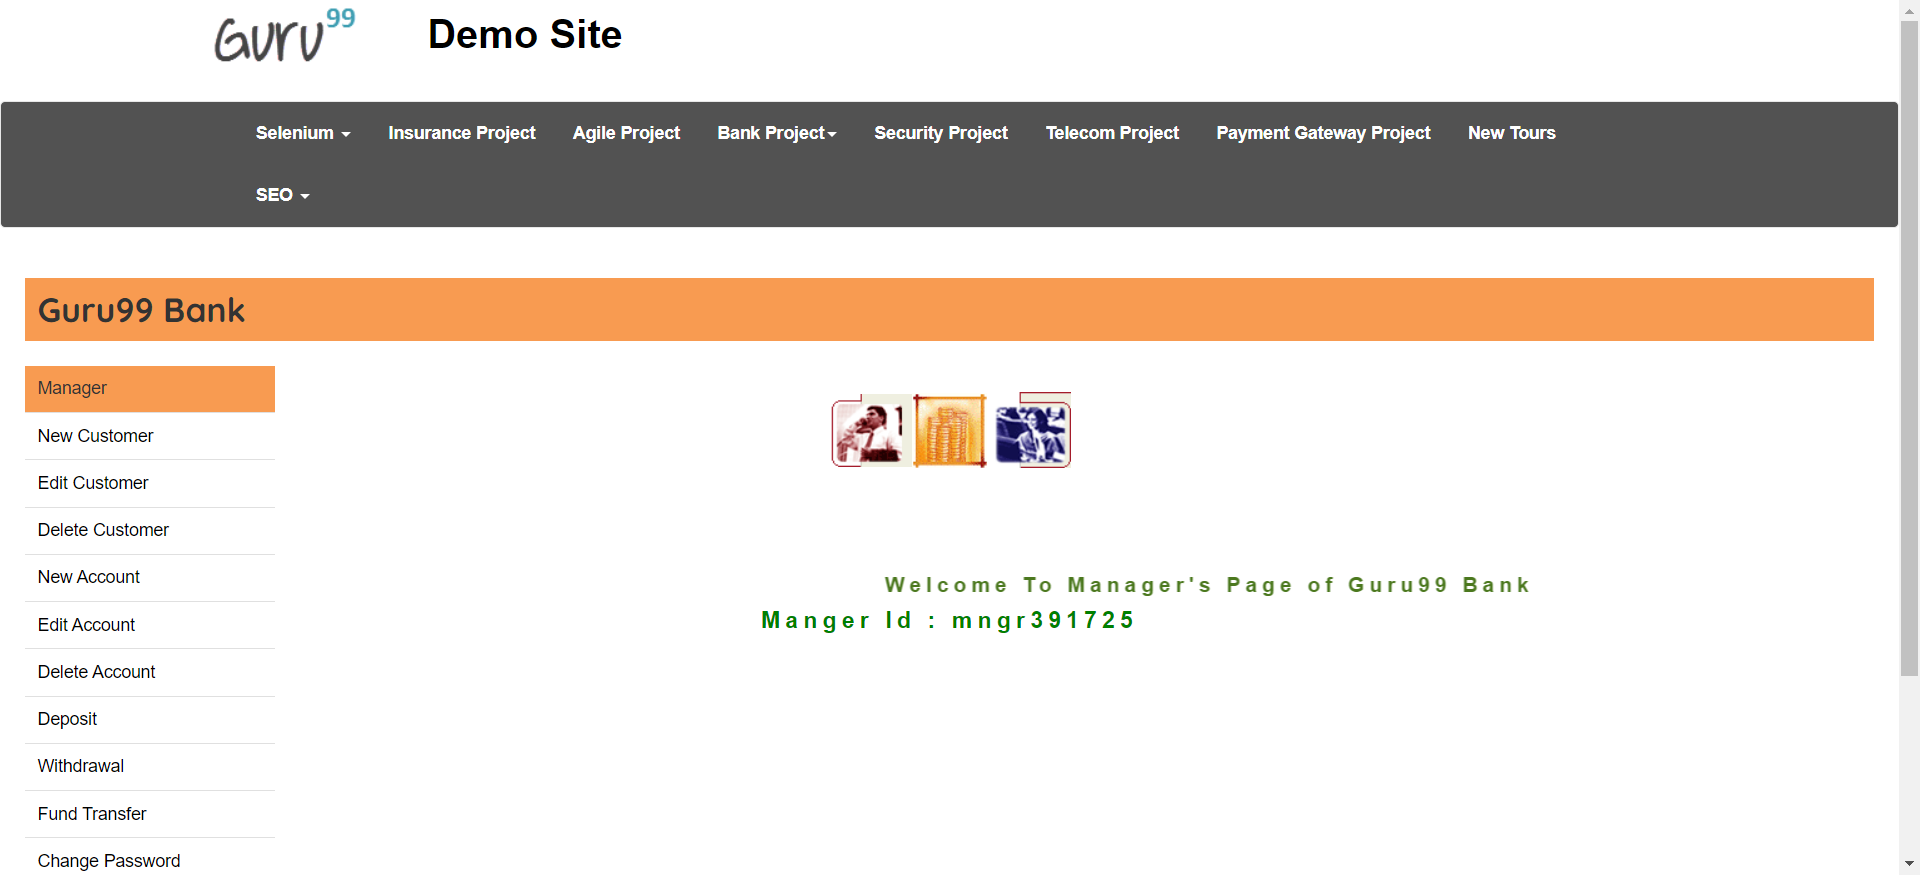 Guru99 Demo Site
Selenium Insurance Project Agile Project Bank Project Security Project Telecom Project Payment Gateway Project New Tours
SEO
Guru99 Bank
Manager
New Customer
Edit Customer
Delete Customer
New Account
Edit Account
Delete Account
Deposit
Withdrawal
Fund Transfer
Change Password
Welcome To Manager's Page of Guru99 Bank
Manger Id : mngr391725